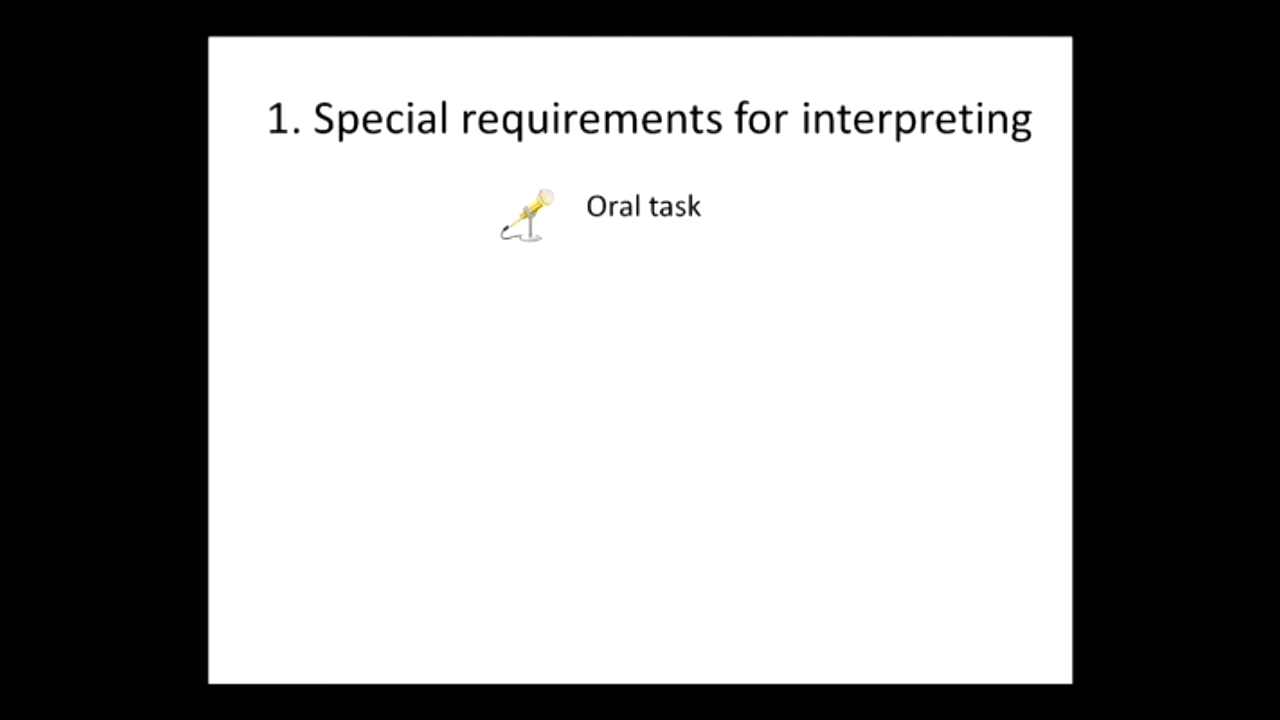 1. Special requirements for interpreting
Oral task